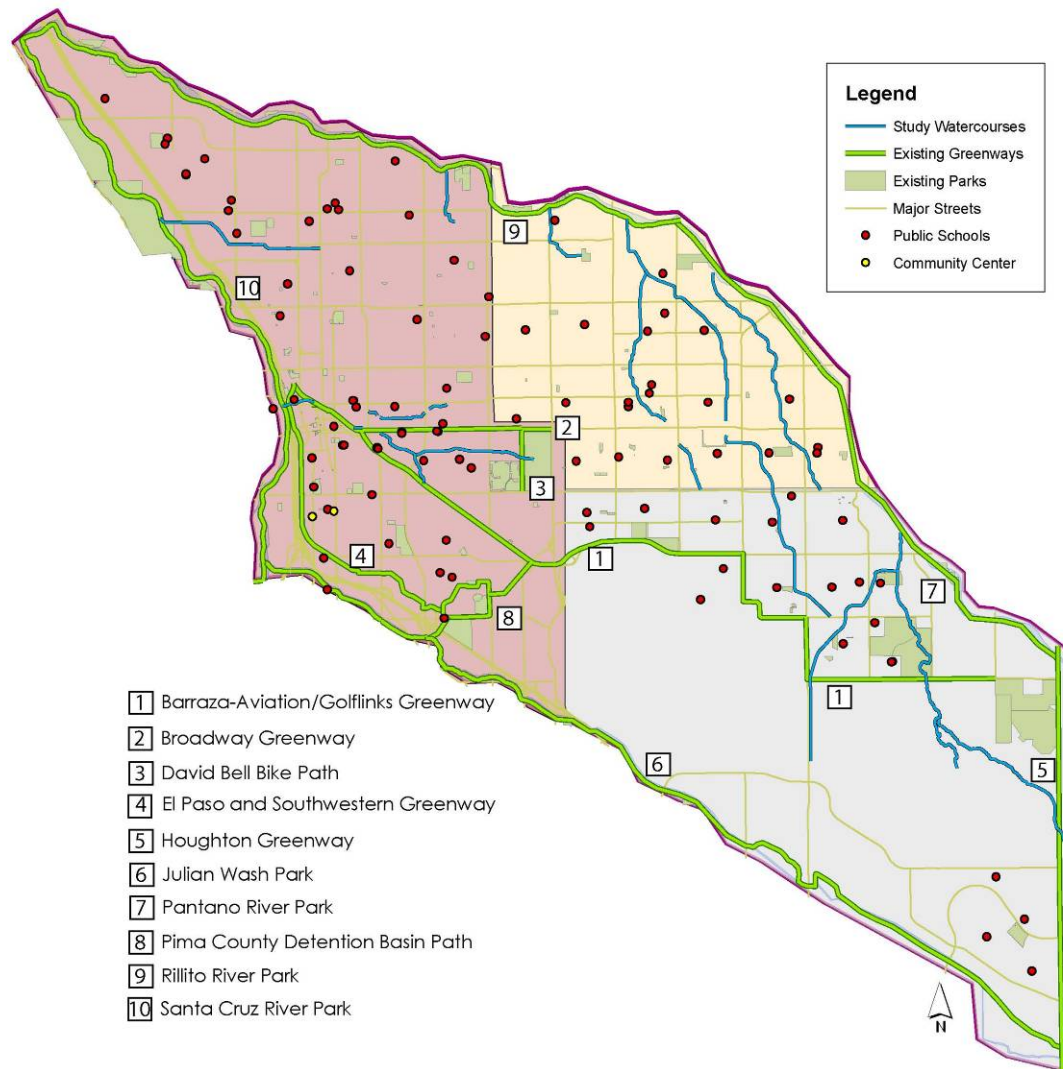 Legend
Study Watercourses
Existing Greenways
Existing Parks
Major Streets
Public Schools
Community Center
9
10
2
3
4
1
7
8
1
6
5
1 Barraza-Aviation/Golflinks Greenway
2 Broadway Greenway
3 David Bell Bike Path
4 El Paso and Southwestern Greenway
5 Houghton Greenway
6 Julian Wash Park
7 Pantano River Park
8 Pima County Detention Basin Path
9 Rillito River Park
10 Santa Cruz River Park
N